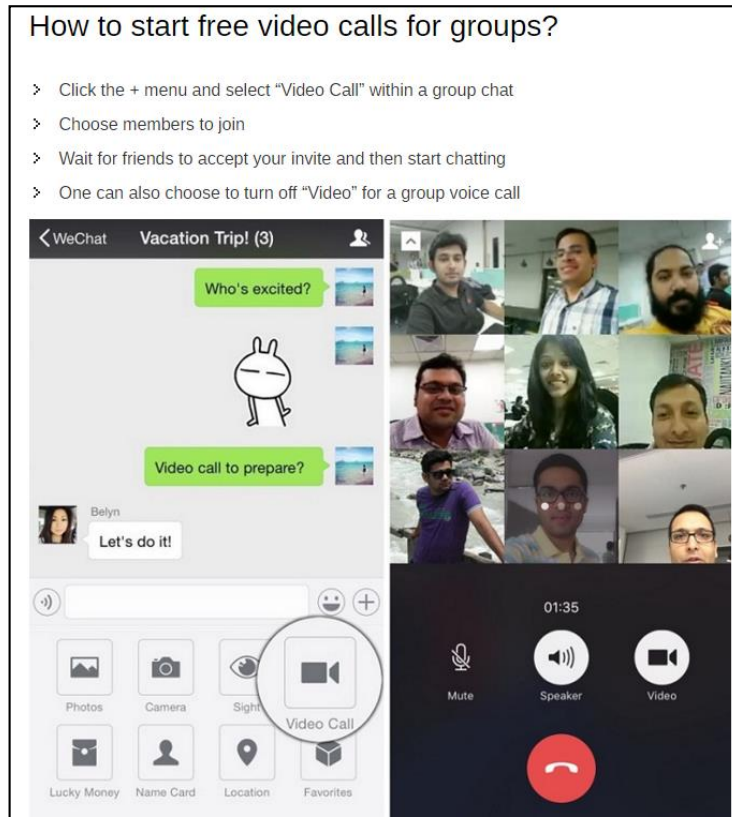 How to start free video calls for groups?
Click the + menu and select “Video Call” within a group chat
Choose members to join
Wait for friends to accept your invite and then start chatting
One can also choose to turn off “Video” for a group voice call
WeChat Vacation Trip! (3)
Who's excited?
Video call to prepare?
Belyn
Let's do it!
Photos Camera Sight Video Call
Lucky Money Name Card Location Favorites
01:35
Mute Speaker Video